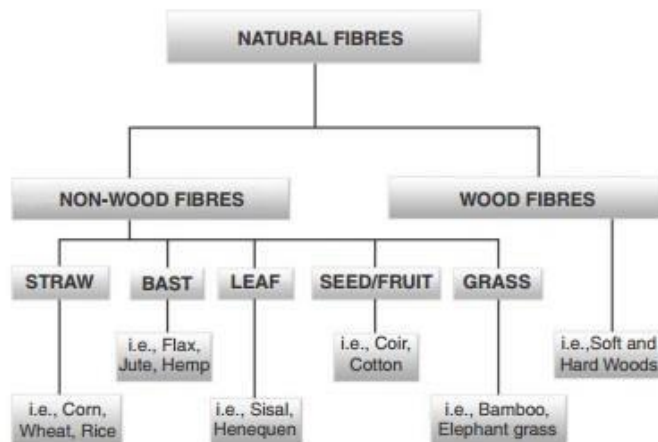 NATURAL FIBRES
NON-WOOD FIBRES
WOOD FIBRES
STRAW
BAST
LEAF
SEED/FRUIT
GRASS
i.e., Flax,
Jute, Hemp
i.e., Coir,
Cotton
i.e.,Soft and
Hard Woods
i.e., Corn,
Wheat, Rice
i.e., Sisal,
Henequen
i.e., Bamboo,
Elephant grass